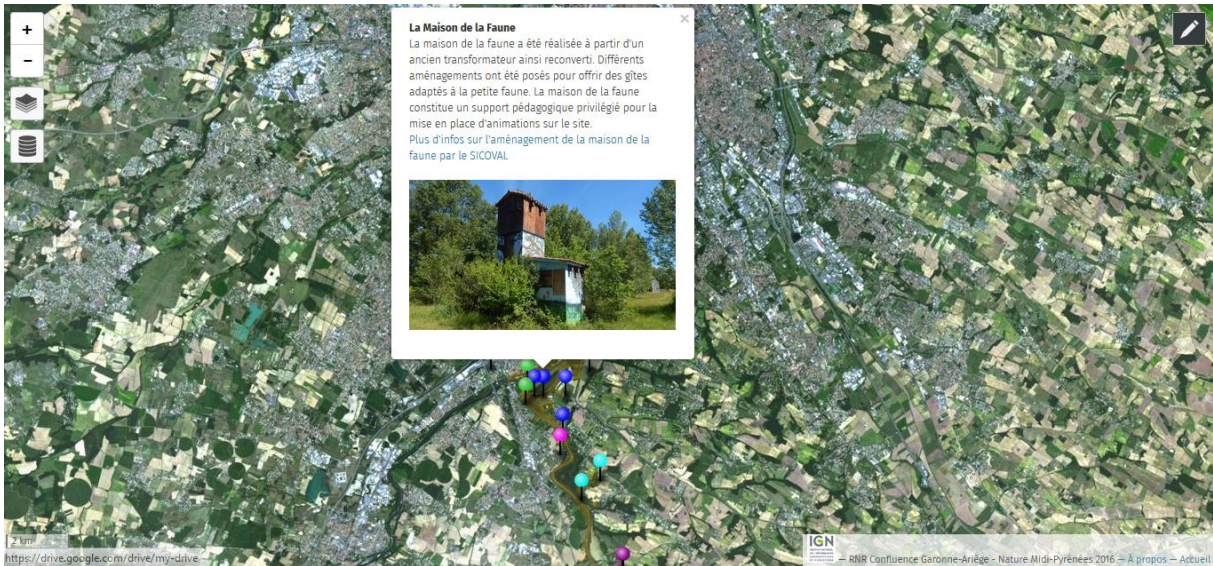 +
−
×
La Maison de la Faune
La maison de la faune a été réalisée à partir d'un
ancien transformateur ainsi reconverti. Différents
aménagements ont été posés pour offrir des gîtes
adaptés à la petite faune. La maison de la faune
constitue un support pédagogique privilégié pour la
mise en place d'animations sur le site.
Plus d'infos sur l'aménagement de la maison de la
faune par le SICOVAL
2 km
https://drive.google.com/drive/my-drive
IGN
— RNR Confluence Garonne-Ariège - Nature Midi-Pyrénées 2016 — À propos — Accueil